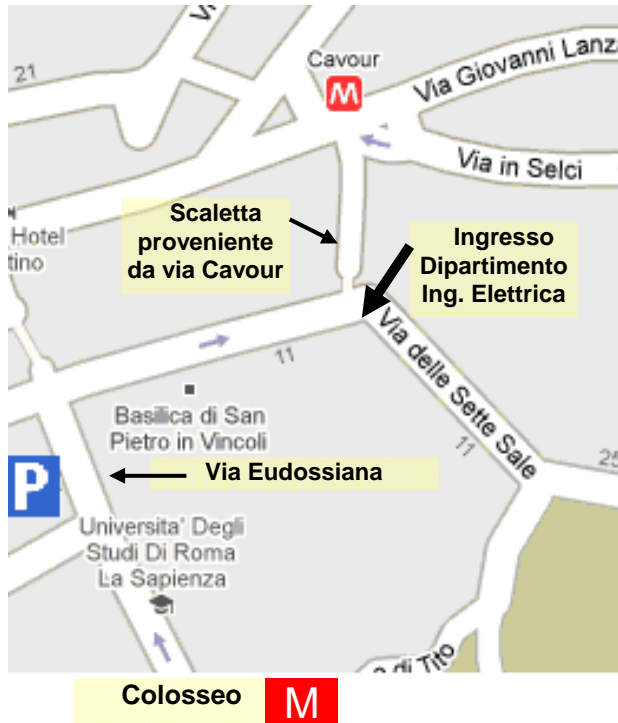 21
Cavour
M
Via Giovanni Lanz
Via in Selci
Scaletta
proveniente
da via Cavour
Ingresso
Dipartimento
Ing. Elettrica
Hotel
tino
11
Via delle Sette Sale
11
25
Basilica di San
Pietro in Vincoli
P
Via Eudossiana
Universita' Degli
Studi Di Roma
La Sapienza
di Tito
Colosseo M